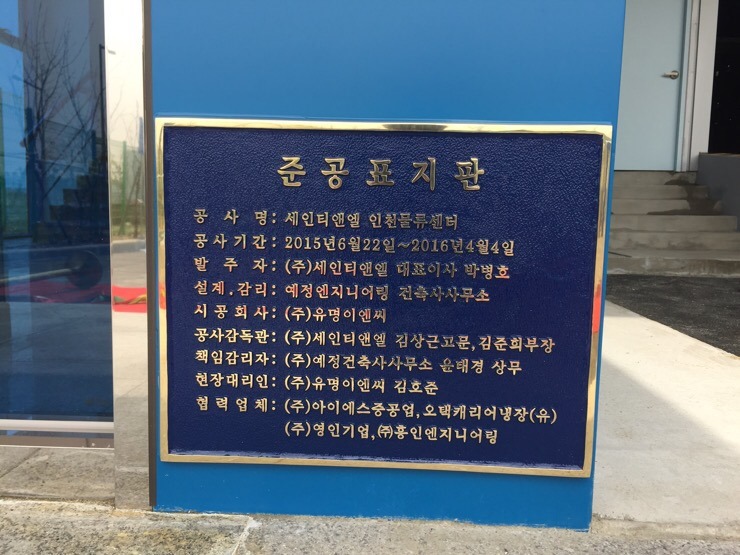 준공표지판
공 사 명 : 세인티앤엘 인천물류센터
공사기간 : 2015년6월22일~2016년4월4일
발 주 자 : (주)세인티앤엘 대표이사 박병호
설계.감리 : 예정엔지니어링 건축사사무소
시공회사 : (주)유명이엔씨
공사감독관 : (주)세인티앤엘 김상근고문,김준희부장
책임감리자 : (주)예정건축사사무소 윤태경 상무
현장대리인 : (주)유명이엔씨 김호준
협력업체 : (주)아이에스중공업,오택캐리어냉장(유)
(주)영인기업,㈜흥인엔지니어링